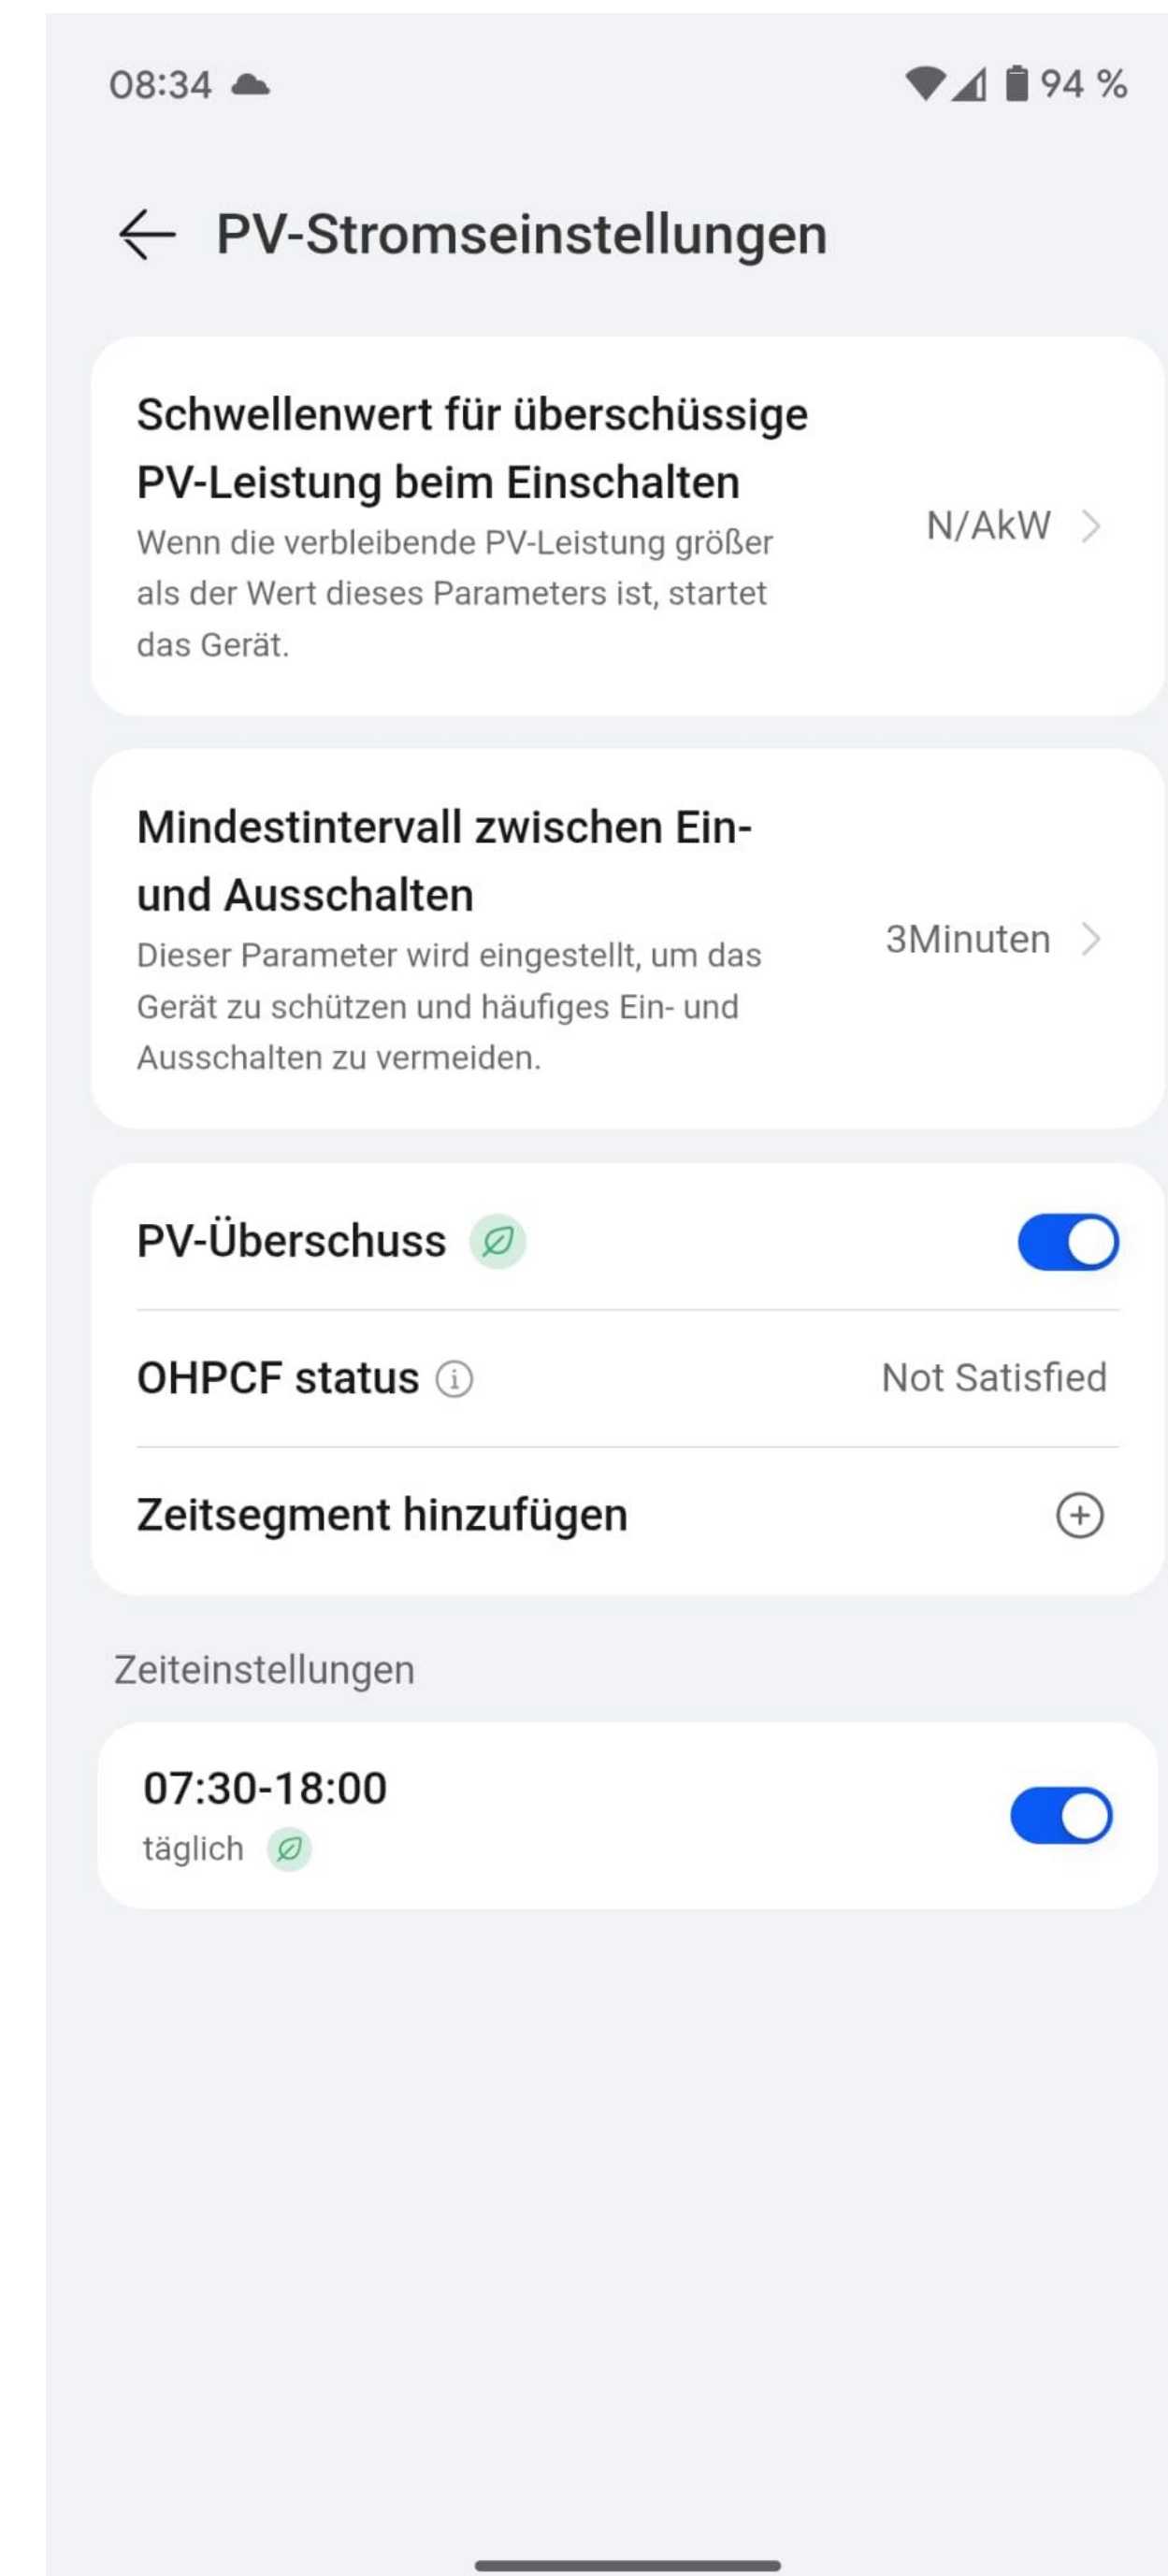 08:34
94 %
PV-Stromseinstellungen
Schwellenwert für überschüssige
PV-Leistung beim Einschalten
Wenn die verbleibende PV-Leistung größer
als der Wert dieses Parameters ist, startet
das Gerät.
N/AkW
Mindestintervall zwischen Ein-
und Ausschalten
Dieser Parameter wird eingestellt, um das
Gerät zu schützen und häufiges Ein- und
Ausschalten zu vermeiden.
3Minuten
PV-Überschuss
OHPCF status
Not Satisfied
Zeitsegment hinzufügen
Zeiteinstellungen
07:30-18:00
täglich